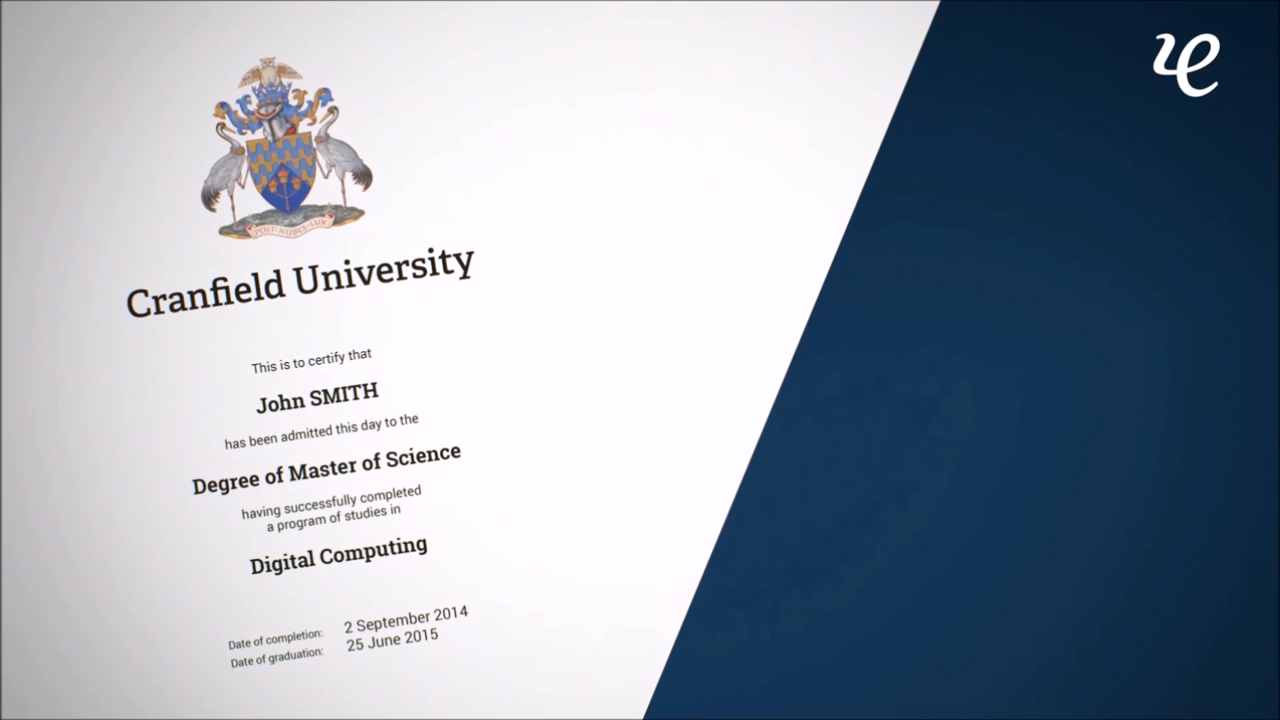 POST·NUBES·LUX
Cranfield University
This is to certify that
John SMITH
has been admitted this day to the
Degree of Master of Science
having successfully completed
a program of studies in
Digital Computing
Date of completion: 2 September 2014
Date of graduation: 25 June 2015